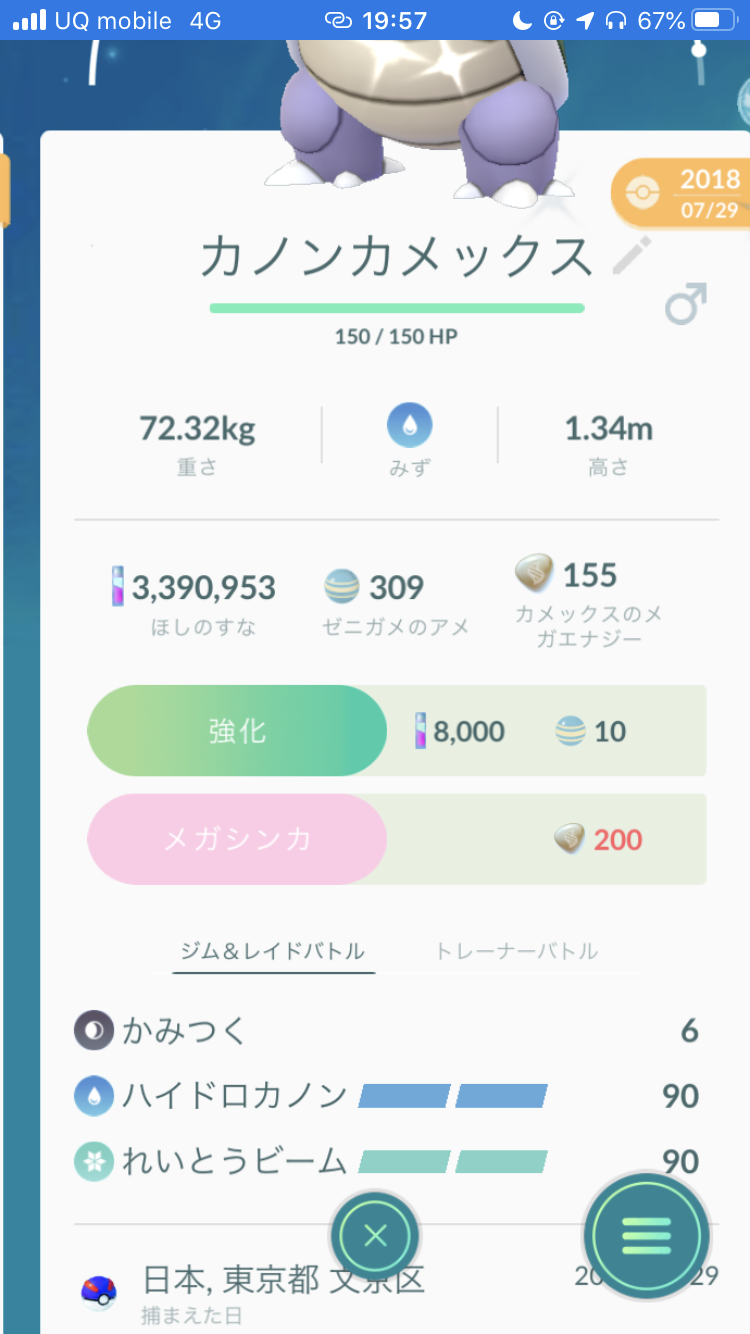 UQ mobile 4G 19:57 67%
2018
07/29
カノンカメックス
150 / 150 HP
72.32kg
重さ
みず
1.34m
高さ
3,390,953
ほしのすな
309
ゼニガメのアメ
155
カメックスのメ
ガエナジー
強化 8,000 10
メガシンカ 200
ジム&レイドバトル トレーナーバトル
かみつく 6
ハイドロカノン 90
れいとうビーム 90
日本, 東京都 文京区
捕まえた日